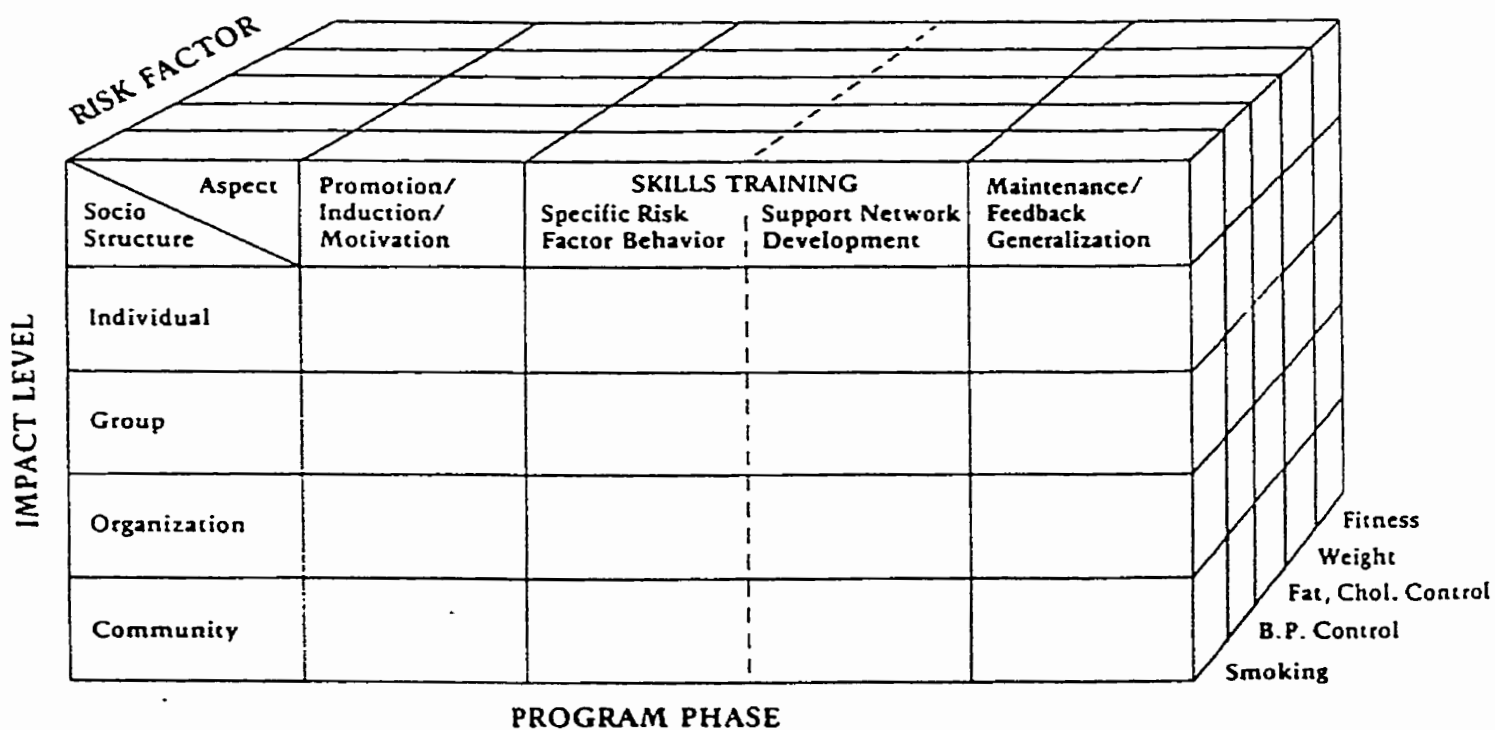 RISK FACTOR
Aspect
Socio
Structure
Promotion/
Induction/
Motivation
SKILLS TRAINING
Specific Risk
Factor Behavior
Support Network
Development
Maintenance/
Feedback
Generalization
IMPACT LEVEL
Individual
Group
Organization
Community
Fitness
Weight
Fat, Chol. Control
B.P. Control
Smoking
PROGRAM PHASE